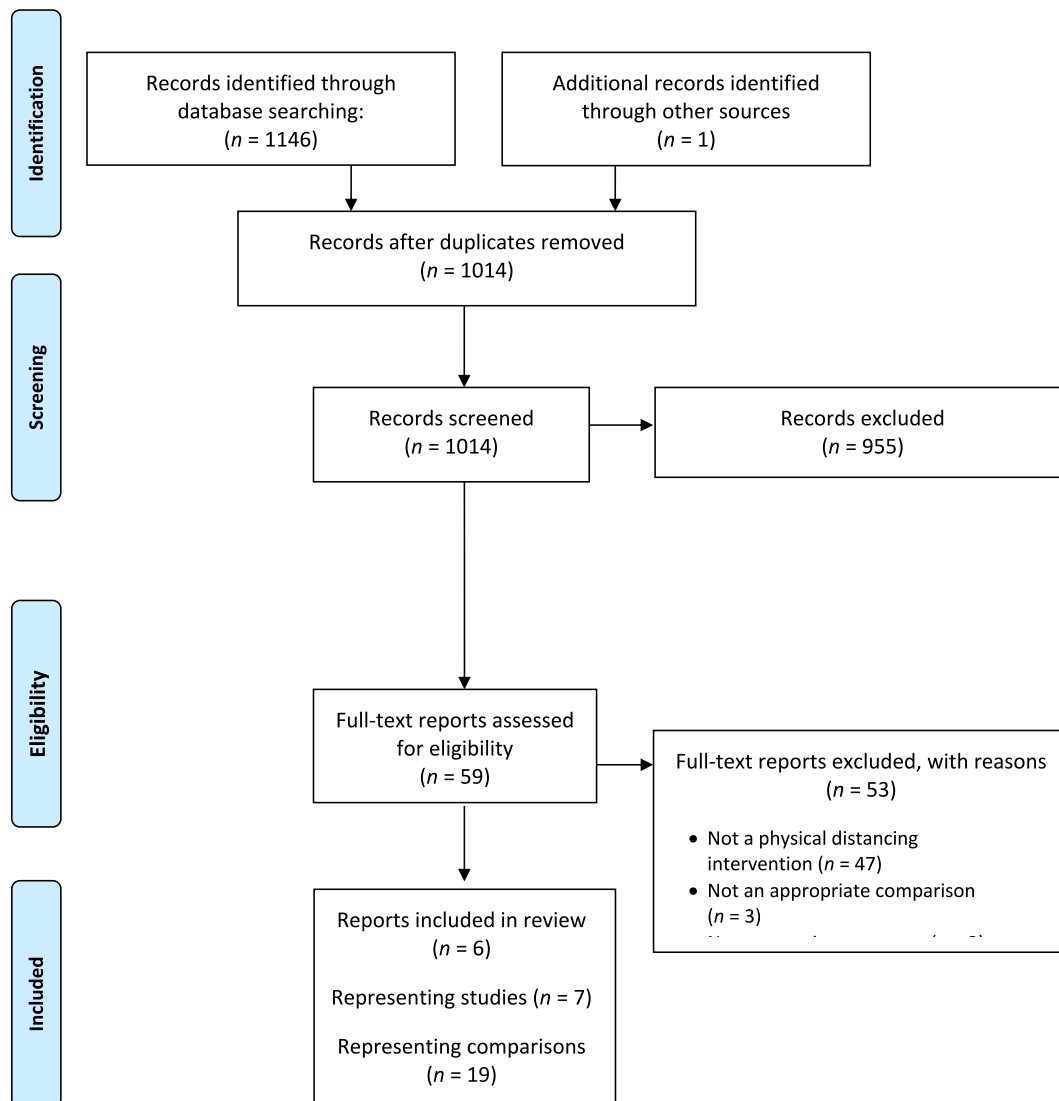 Identification
Records identified through
database searching:
(n = 1146)
Additional records identified
through other sources
(n = 1)
Records after duplicates removed
(n = 1014)
Screening
Records screened
(n = 1014)
Records excluded
(n = 955)
Eligibility
Full-text reports assessed
for eligibility
(n = 59)
Full-text reports excluded, with reasons
(n = 53)
• Not a physical distancing
intervention (n = 47)
• Not an appropriate comparison
(n = 3)
Included
Reports included in review
(n = 6)
Representing studies (n = 7)
Representing comparisons
(n = 19)